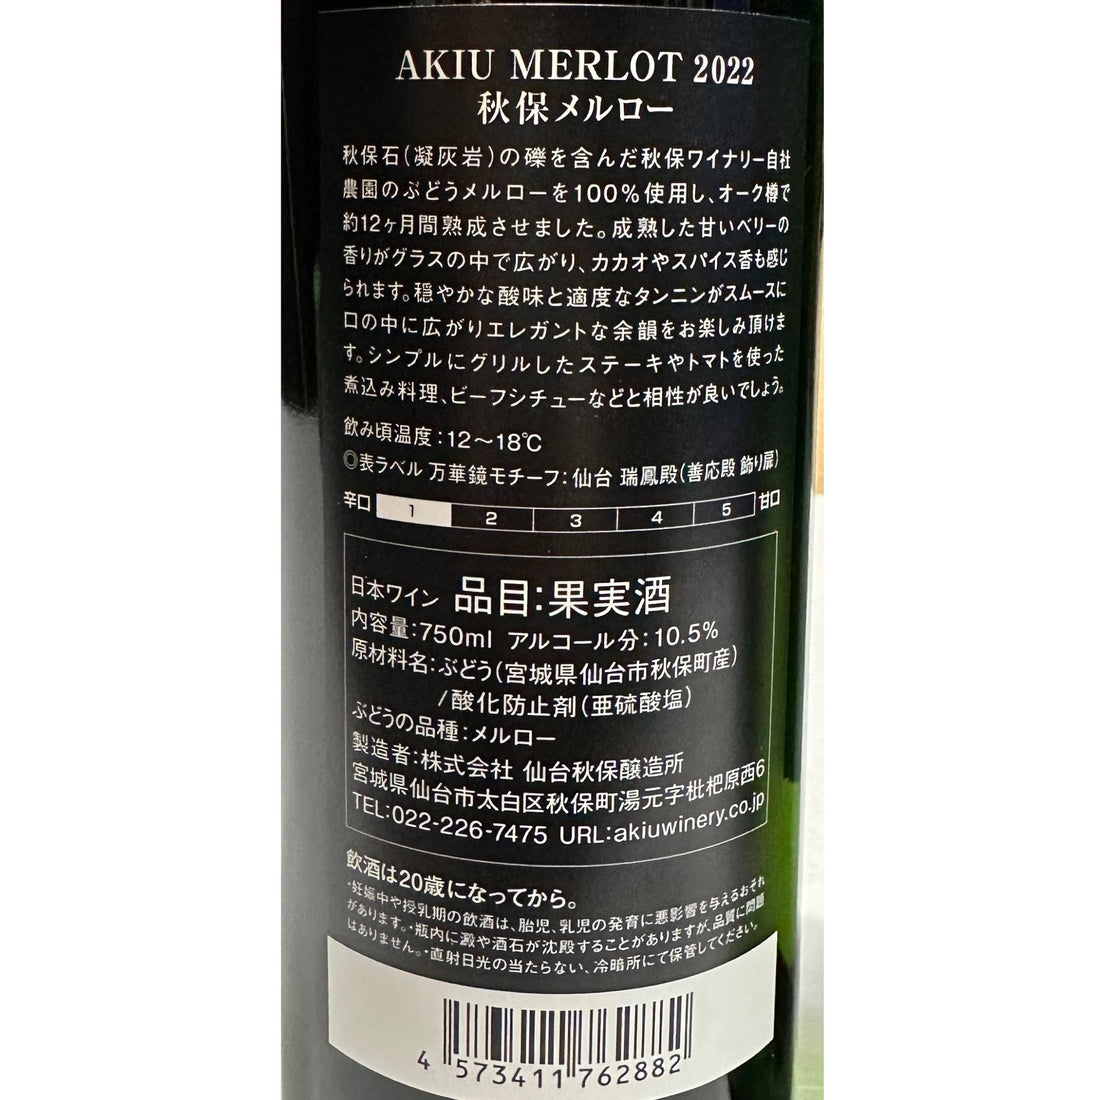 AKIU MERLOT 2022
秋保メルロー
秋保石(凝灰岩)の礫を含んだ秋保ワイナリー自社
農園のぶどうメルローを100%使用し、オーク樽で
約12ヶ月間熟成させました。成熟した甘いベリーの
香りがグラスの中で広がり、カカオやスパイス香も感じ
られます。穏やかな酸味と適度なタンニンがスムースに
口の中に広がりエレガントな余韻をお楽しみ頂けま
す。シンプルにグリルしたステーキやトマトを使った
煮込み料理、ビーフシチューなどと相性が良いでしょう。
飲み頃温度:12〜18℃
◎表ラベル 万華鏡モチーフ:仙台 瑞鳳殿(善応殿 飾り扉)
辛口 1 2 3 4 5 甘口
日本ワイン 品目:果実酒
内容量:750ml アルコール分:10.5%
原材料名:ぶどう(宮城県仙台市秋保町産)
/酸化防止剤(亜硫酸塩)
ぶどうの品種:メルロー
製造者:株式会社 仙台秋保醸造所
宮城県仙台市太白区秋保町湯元字枇杷原西6
TEL:022-226-7475 URL:akiuwinery.co.jp
飲酒は20歳になってから。
・妊娠中や授乳期の飲酒は、胎児、乳児の発育に悪影響を与えるおそれ
があります。・瓶内に澱や酒石が沈殿することがありますが、品質に問題
はありません。・直射日光の当たらない、冷暗所にて保管してください。
4 573411 762882